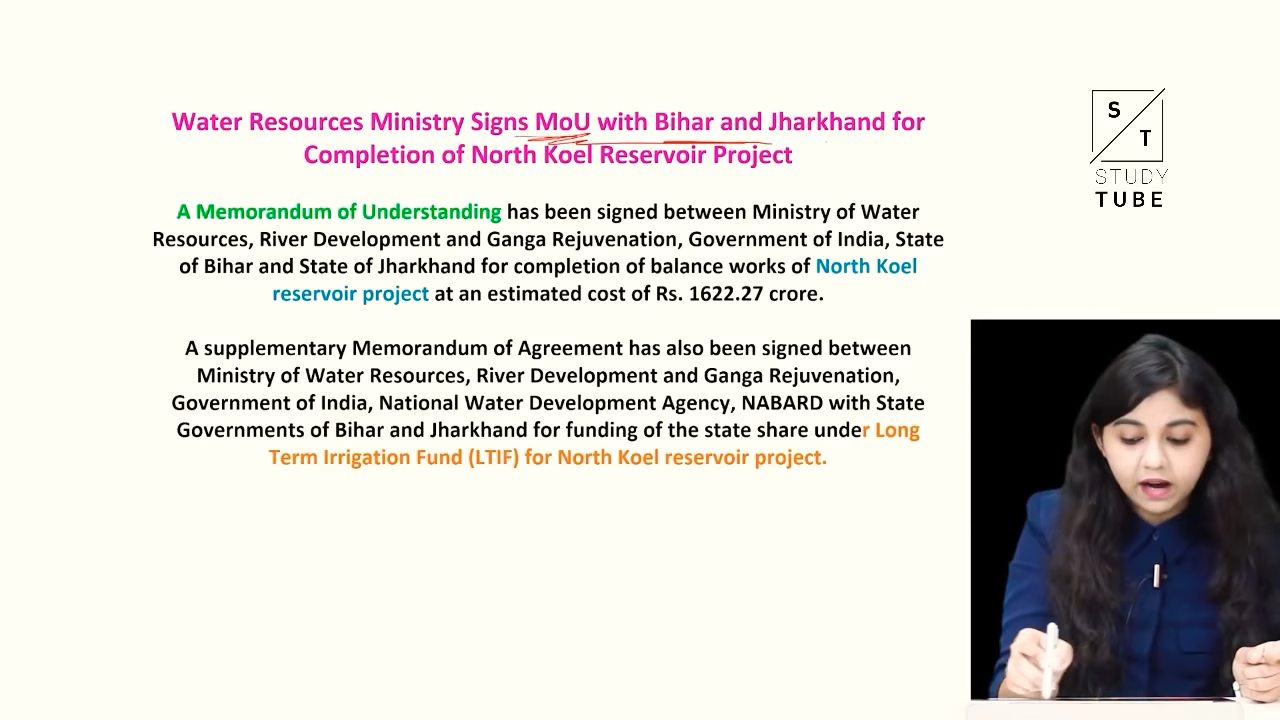 Water Resources Ministry Signs MoU with Bihar and Jharkhand for
Completion of North Koel Reservoir Project
A Memorandum of Understanding has been signed between Ministry of Water
Resources, River Development and Ganga Rejuvenation, Government of India, State
of Bihar and State of Jharkhand for completion of balance works of North Koel
reservoir project at an estimated cost of Rs. 1622.27 crore.
A supplementary Memorandum of Agreement has also been signed between
Ministry of Water Resources, River Development and Ganga Rejuvenation,
Government of India, National Water Development Agency, NABARD with State
Governments of Bihar and Jharkhand for funding of the state share under Long
Term Irrigation Fund (LTIF) for North Koel reservoir project.
S
T
STUDY
TUBE